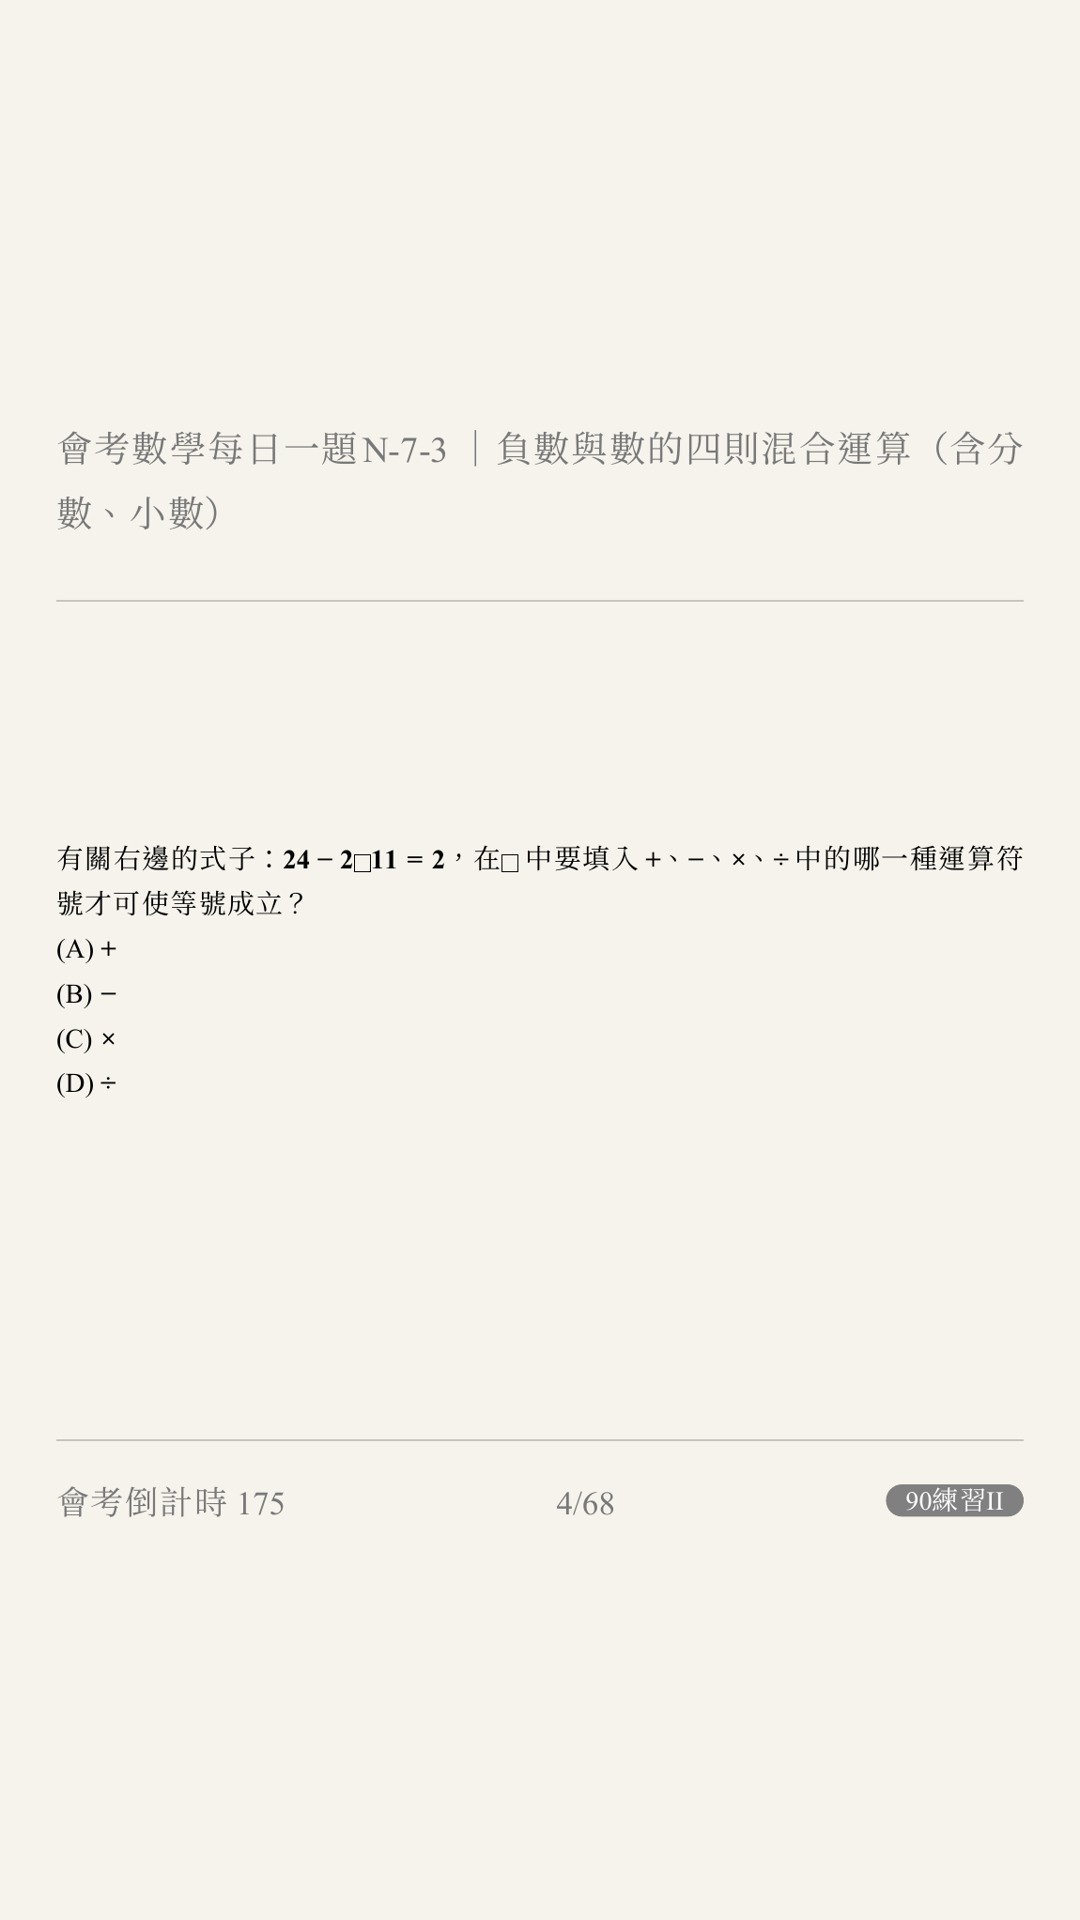 會考數學每日一題N-7-3 ｜負數與數的四則混合運算（含分
數、小數）
有關右邊的式子：24 − 2□11 = 2，在□ 中要填入 +、−、×、÷ 中的哪一種運算符
號才可使等號成立？
(A) +
(B) −
(C) ×
(D) ÷
會考倒計時 175
4/68
90練習II